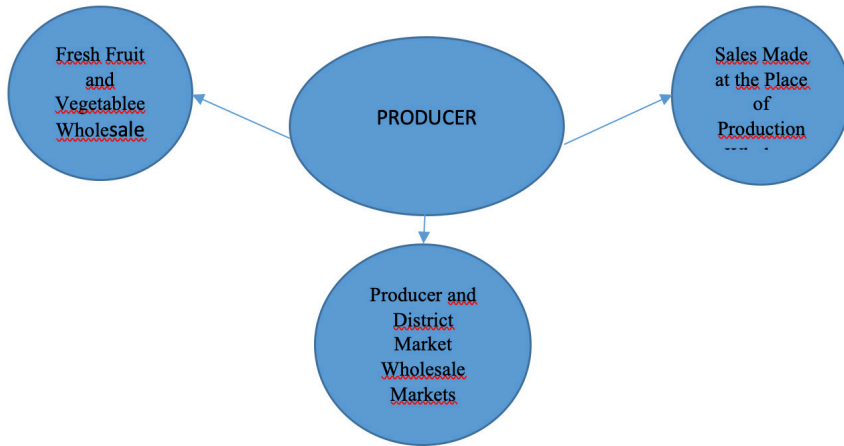 Fresh Fruit
and
Vegetablee
Wholesale
PRODUCER
Sales Made
at the Place
of
Production
Producer and
District
Market
Wholesale
Markets